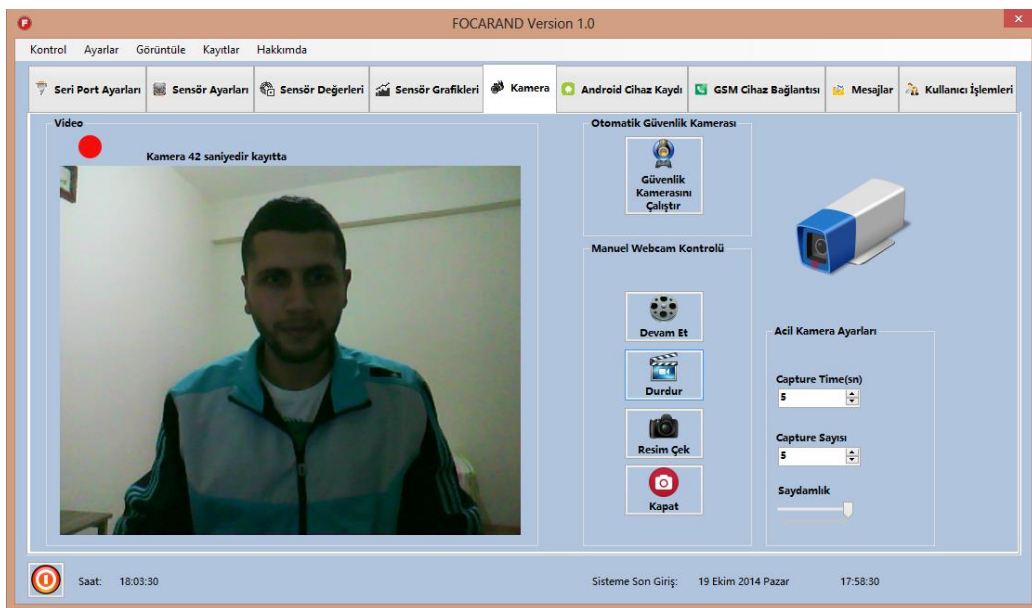 FOCARAND Version 1.0
Kontrol Ayarlar Görüntüle Kayıtlar Hakkımda
Seri Port Ayarları Sensör Ayarları Sensör Değerleri Sensör Grafikleri Kamera Android Cihaz Kaydı GSM Cihaz Bağlantısı Mesajlar Kullanıcı İşlemleri
Video
Kamera 42 saniyedir kayıtta
Otomatik Güvenlik Kamerası
Güvenlik
Kamerasını
Çalıştır
Manuel Webcam Kontrolü
Devam Et
Durdur
Resim Çek
Kapat
Acil Kamera Ayarları
Capture Time(sn)
5
Capture Sayısı
5
Saydamlık
Saat: 18:03:30
Sisteme Son Giriş: 19 Ekim 2014 Pazar 17:58:30